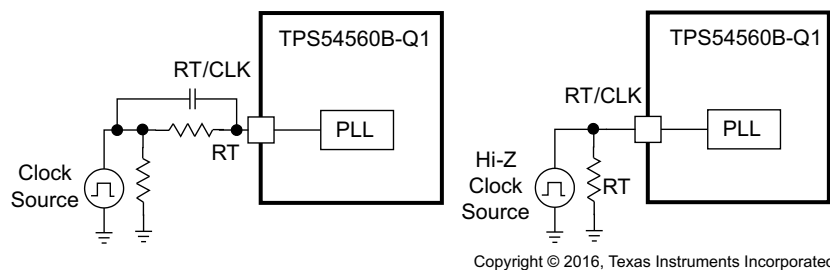 TPS54560B-Q1
RT/CLK
PLL
RT
Clock
Source
TPS54560B-Q1
RT/CLK
PLL
Hi-Z
Clock
Source
RT
Copyright © 2016, Texas Instruments Incorporated